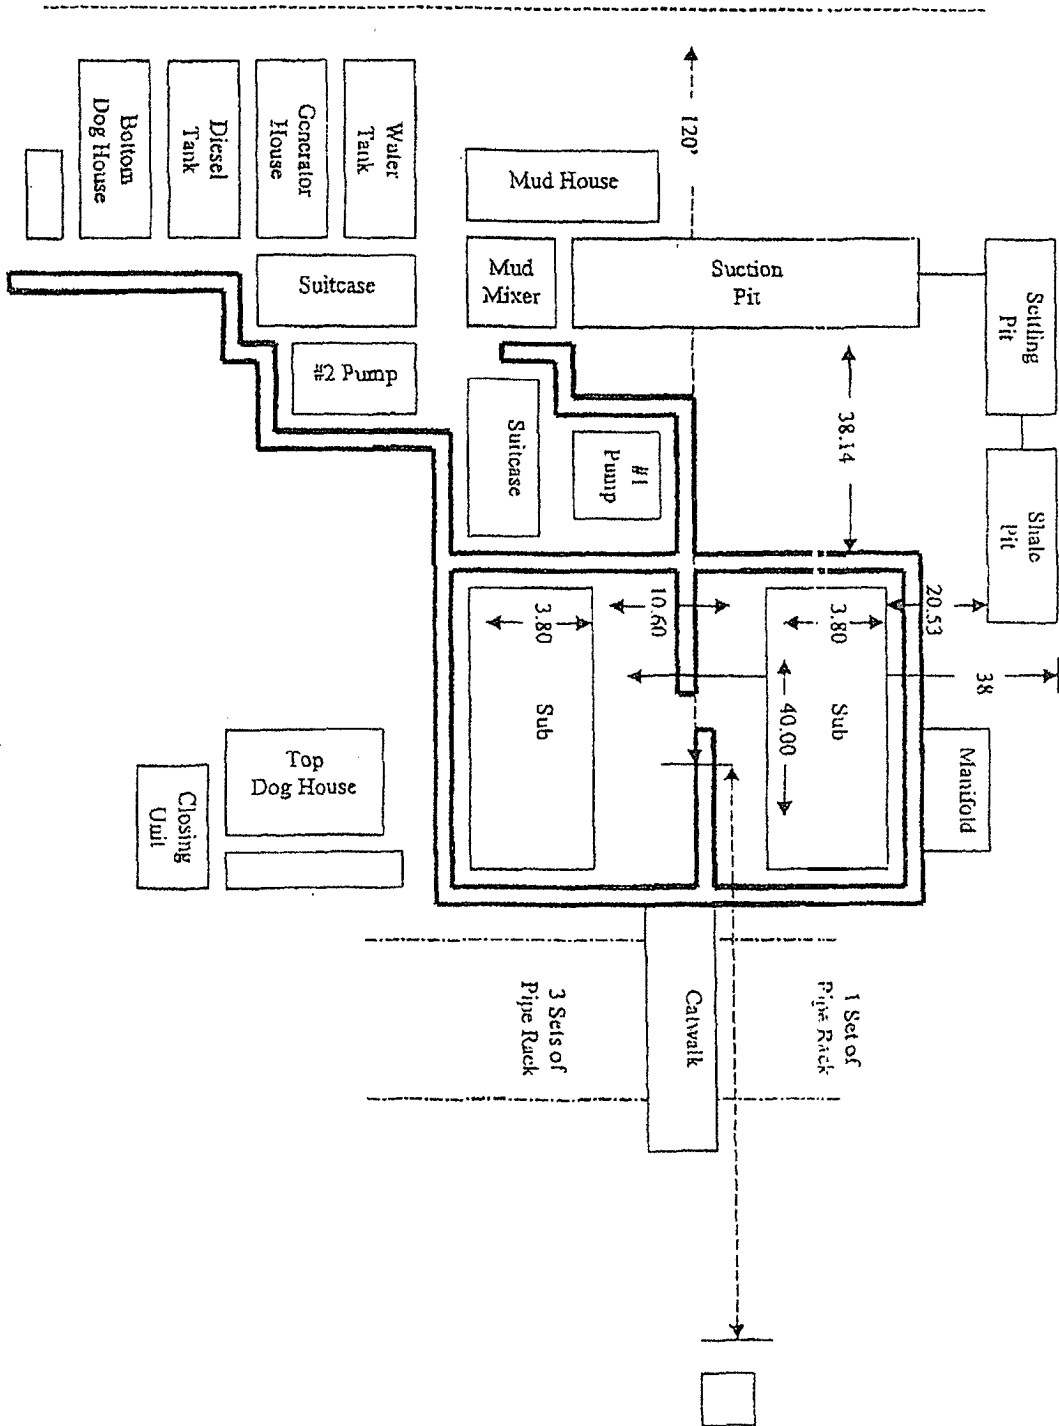 120'
Water
Tank
Generator
House
Diesel
Tank
Bottom
Dog House
Mud House
Suitcase
Mud
Mixer
Suction
Pit
Settling
Pit
#2 Pump
Suitcase
#1
Pump
38.14
Shale
Pit
20.53
10.60
3.80
3.80
38
40.00
Sub
Sub
Manifold
Top
Dog House
Closing
Unit
Catwalk
1 Set of
Pipe Rack
3 Sets of
Pipe Rack